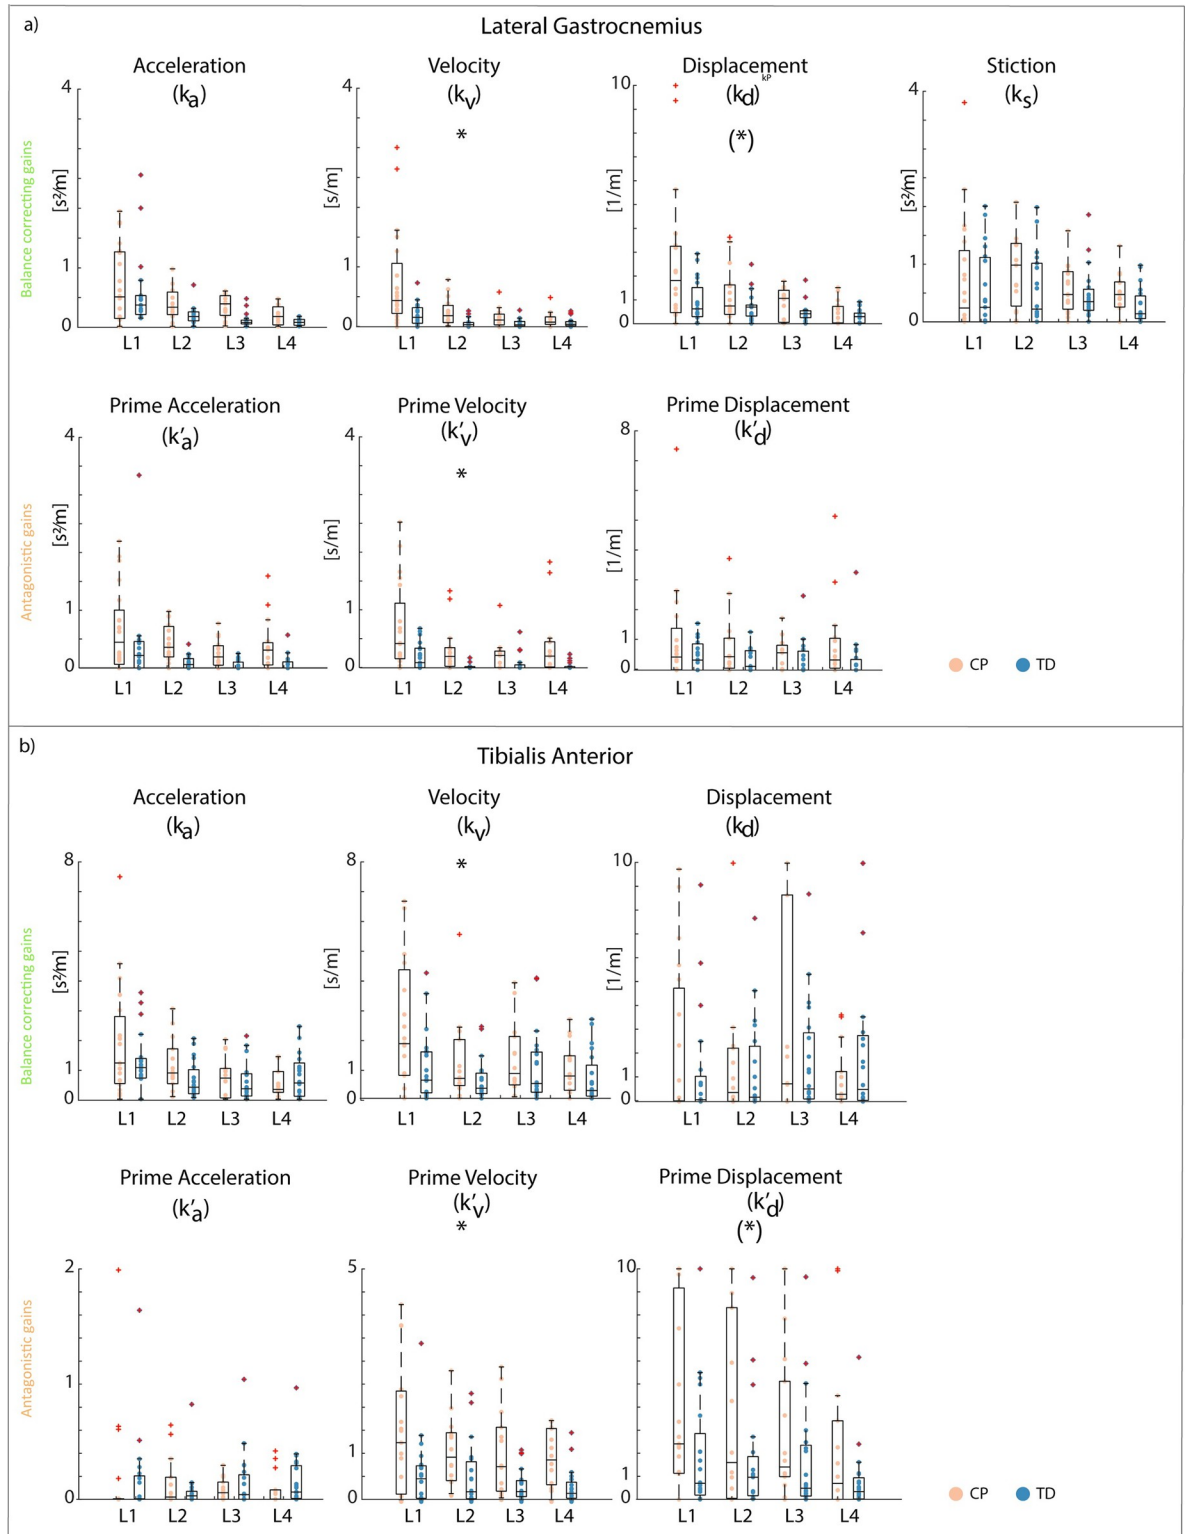 a)
Lateral Gastrocnemius
Acceleration
(ka)
Velocity
(kv)
*
Displacement
kP
(kd)
(*)
Stiction
(ks)
Balance correcting gains
[s²/m]
4
1
0
L1 L2 L3 L4
[s/m]
4
1
0
L1 L2 L3 L4
[1/m]
10
1
0
L1 L2 L3 L4
[s²/m]
4
1
0
L1 L2 L3 L4
Prime Acceleration
(k′a)
Prime Velocity
(k′v)
*
Prime Displacement
(k′d)
Antagonistic gains
[s²/m]
4
1
0
L1 L2 L3 L4
[s/m]
4
1
0
L1 L2 L3 L4
[1/m]
8
1
0
L1 L2 L3 L4
CP TD
b)
Tibialis Anterior
Acceleration
(ka)
Velocity
(kv)
*
Displacement
(kd)
Balance correcting gains
[s²/m]
8
1
0
L1 L2 L3 L4
[s/m]
8
1
0
L1 L2 L3 L4
[1/m]
10
1
0
L1 L2 L3 L4
Prime Acceleration
(k′a)
Prime Velocity
(k′v)
*
Prime Displacement
(k′d)
(*)
Antagonistic gains
2
1
0
L1 L2 L3 L4
5
1
0
L1 L2 L3 L4
10
1
0
L1 L2 L3 L4
CP TD